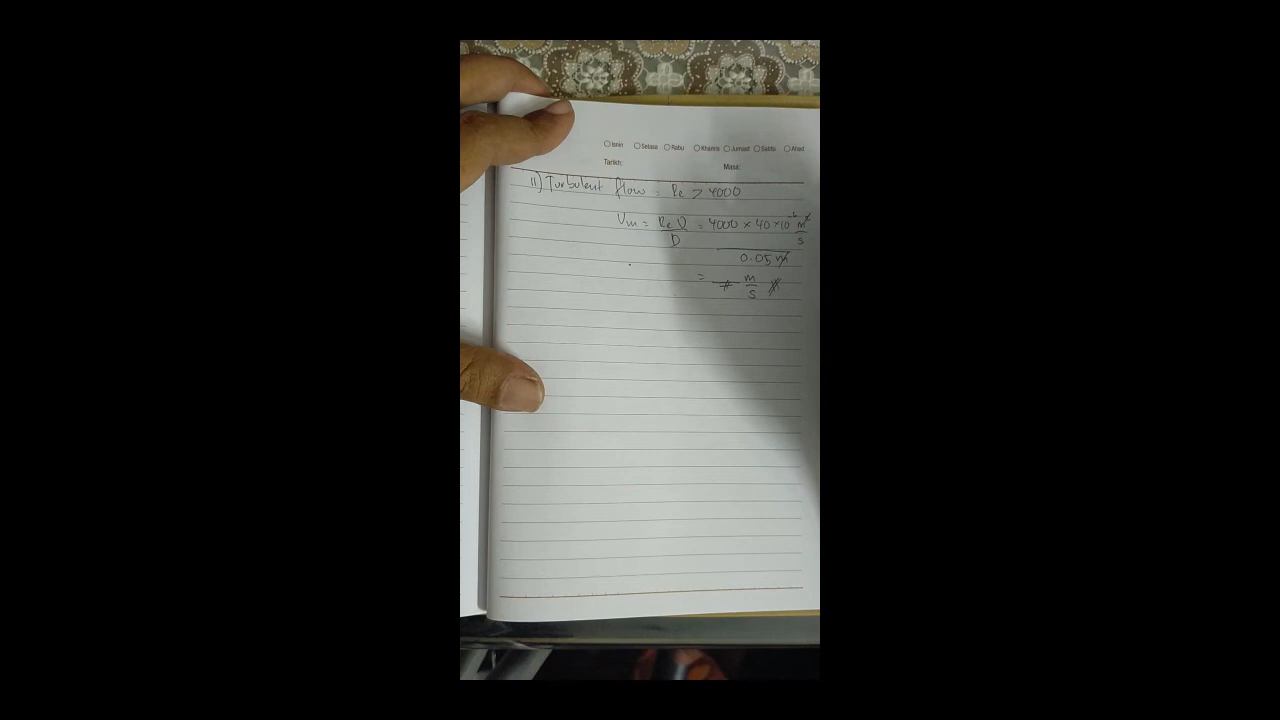 Isnin Selasa Rabu Khamis Jumaat Sabtu Ahad
Tarikh: Masa:
11) Turbulent flow = Re > 4000
Vm = Re ν / D = 4000 × 40 × 10⁻⁶ m²/s
0.05 m
= m/s